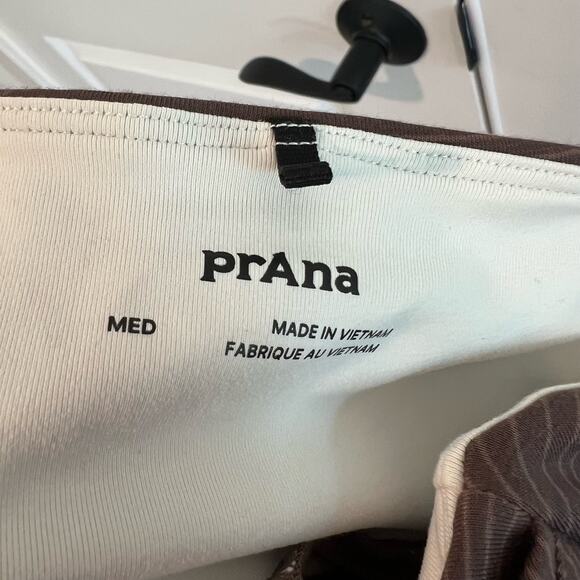 prAna
MED
MADE IN VIETNAM
FABRIQUE AU VIETNAM